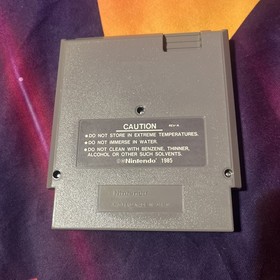 CAUTION REV-A
●DO NOT STORE IN EXTREME TEMPERATURES.
●DO NOT IMMERSE IN WATER.
●DO NOT CLEAN WITH BENZENE, THINNER,
ALCOHOL OR OTHER SUCH SOLVENTS.
©®Nintendo 1985
Nintendo